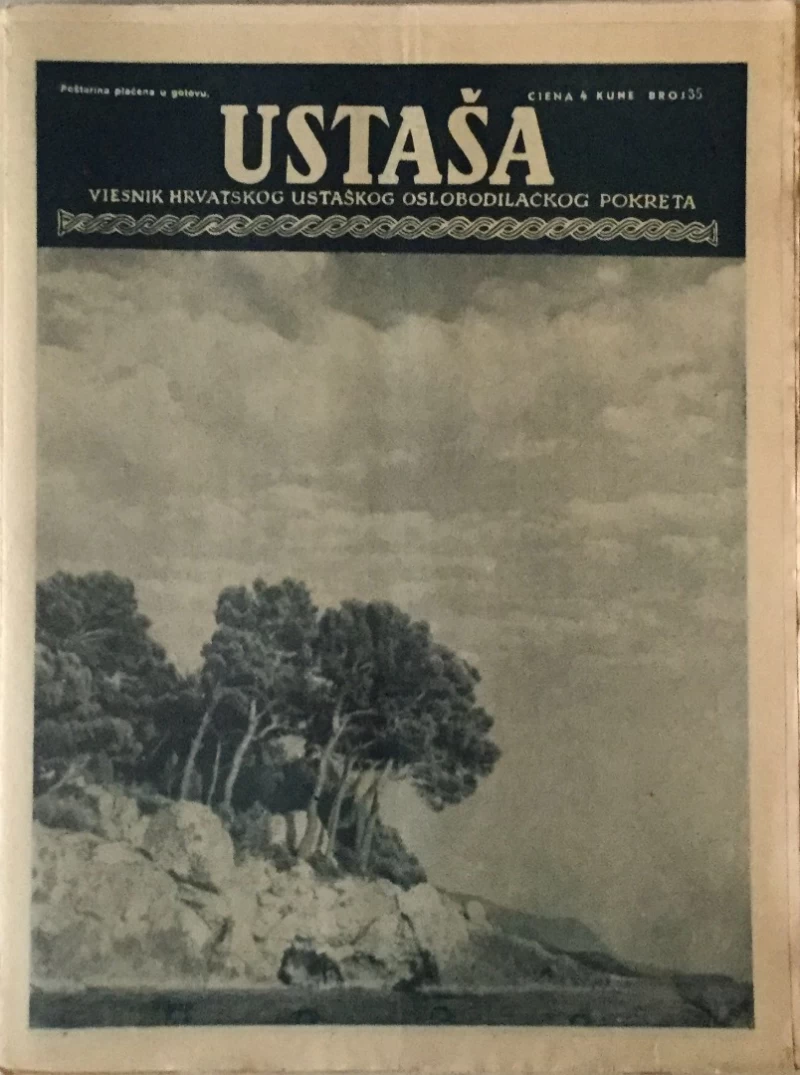 Poštarina plaćena u gotovu.
CIENA 4 KUNE BROJ 35
USTAŠA
VIESNIK HRVATSKOG USTAŠKOG OSLOBODILAČKOG POKRETA